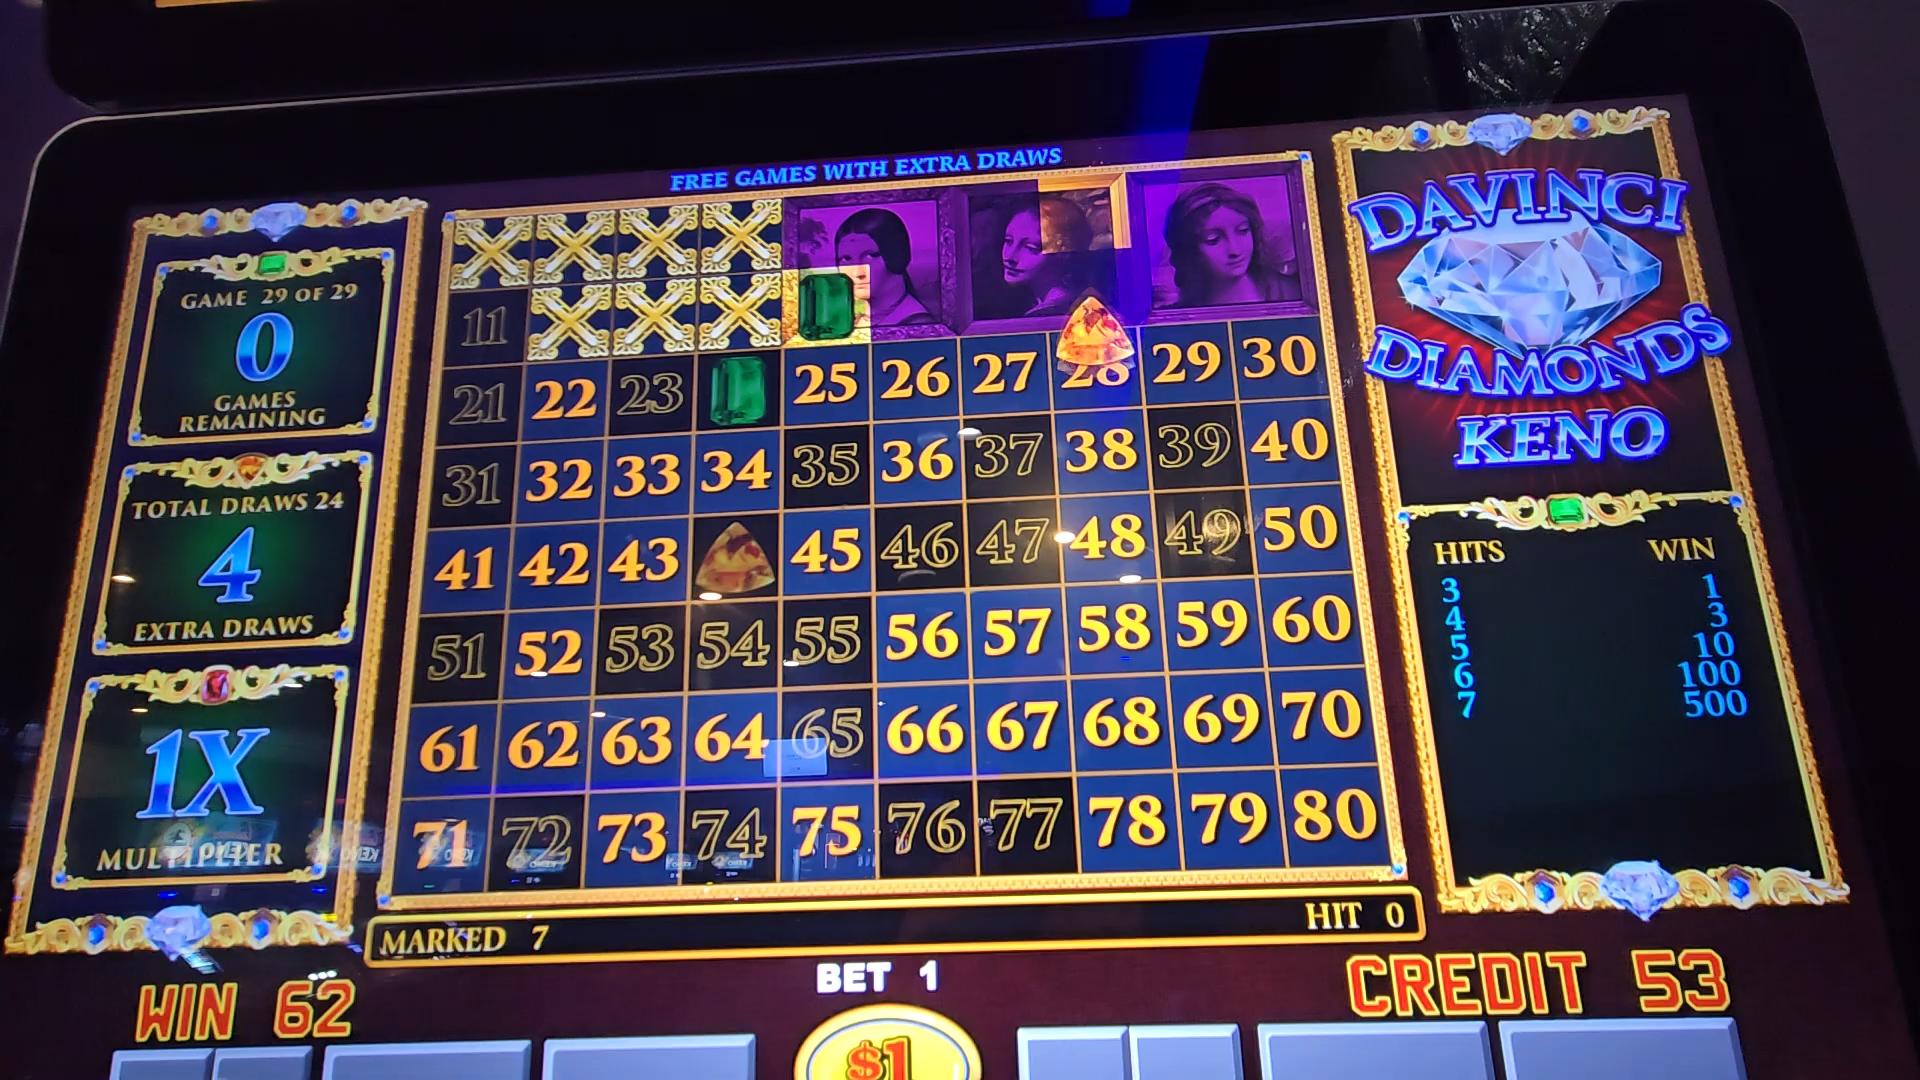 FREE GAMES WITH EXTRA DRAWS
GAME 29 OF 29
0
GAMES
REMAINING
TOTAL DRAWS 24
4
EXTRA DRAWS
1X
MULTIPLIER
11
21 22 23 25 26 27 28 29 30
31 32 33 34 35 36 37 38 39 40
41 42 43 45 46 47 48 49 50
51 52 53 54 55 56 57 58 59 60
61 62 63 64 65 66 67 68 69 70
71 72 73 74 75 76 77 78 79 80
MARKED 7
HIT 0
DAVINCI
DIAMONDS
KENO
HITS WIN
3 1
4 3
5 10
6 100
7 500
WIN 62
BET 1
CREDIT 53
$1